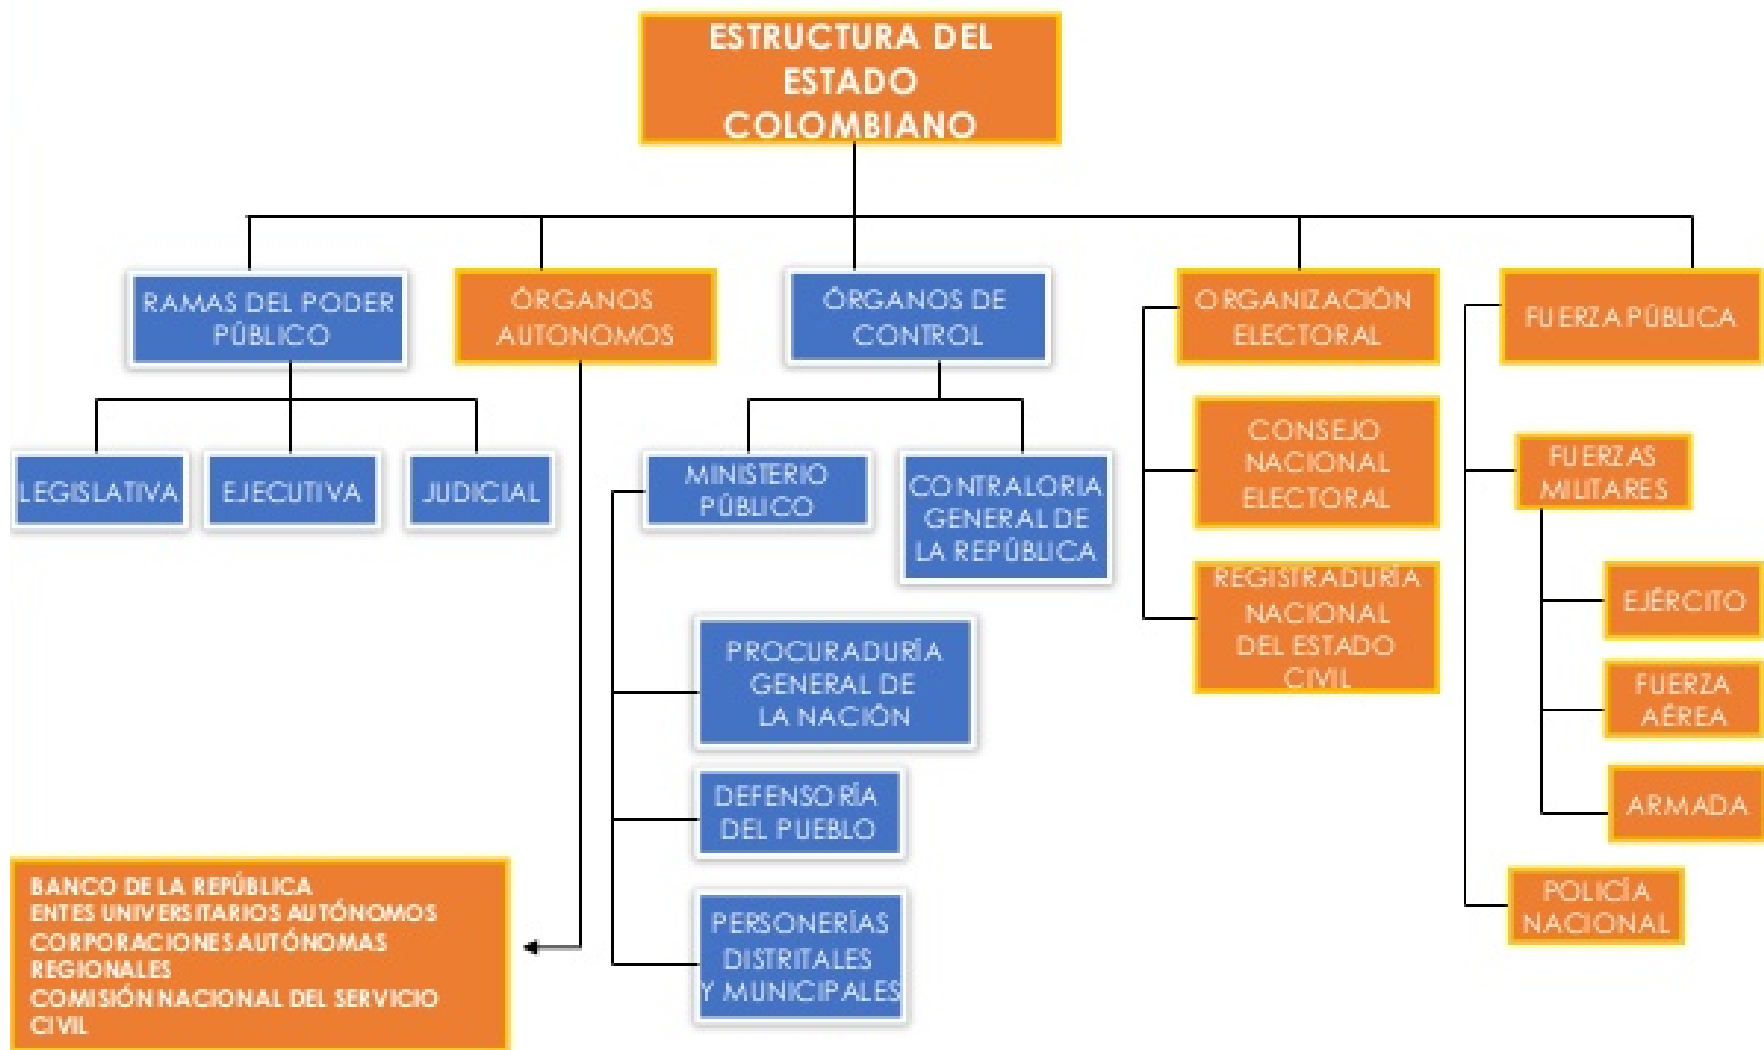 ESTRUCTURA DEL
ESTADO
COLOMBIANO
RAMAS DEL PODER
PÚBLICO
ÓRGANOS
AUTONOMOS
ÓRGANOS DE
CONTROL
ORGANIZACIÓN
ELECTORAL
FUERZA PÚBLICA
LEGISLATIVA
EJECUTIVA
JUDICIAL
MINISTERIO
PÚBLICO
CONTRALORIA
GENERAL DE
LA REPÚBLICA
CONSEJO
NACIONAL
ELECTORAL
FUERZAS
MILITARES
REGISTRADURÍA
NACIONAL
DEL ESTADO
CIVIL
EJÉRCITO
PROCURADURÍA
GENERAL DE
LA NACIÓN
FUERZA
AÉREA
DEFENSORÍA
DEL PUEBLO
ARMADA
BANCO DE LA REPÚBLICA
ENTES UNIVERSITARIOS AUTÓNOMOS
CORPORACIONES AUTÓNOMAS
REGIONALES
COMISIÓN NACIONAL DEL SERVICIO
CIVIL
PERSONERÍAS
DISTRITALES
Y MUNICIPALES
POLICÍA
NACIONAL